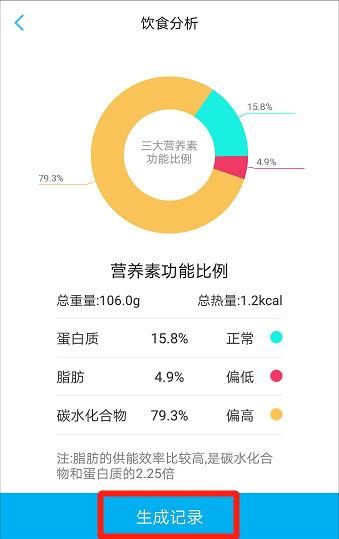 饮食分析
15.8%
三大营养素
功能比例
4.9%
79.3%
营养素功能比例
总重量:106.0g 总热量:1.2kcal
蛋白质 15.8% 正常
脂肪 4.9% 偏低
碳水化合物 79.3% 偏高
注:脂肪的供能效率比较高,是碳水化合
物和蛋白质的2.25倍
生成记录